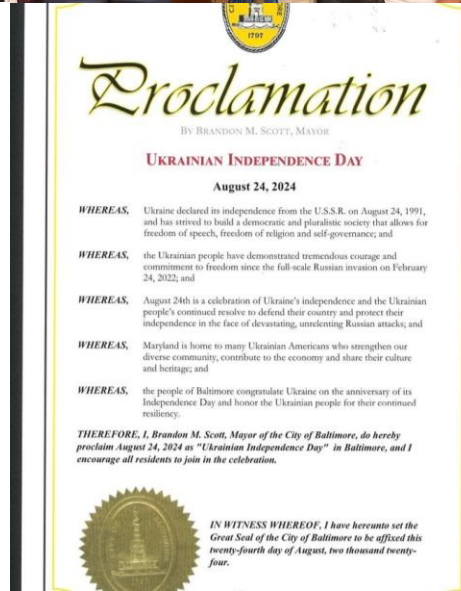 1797
Proclamation
BY BRANDON M. SCOTT, MAYOR
UKRAINIAN INDEPENDENCE DAY
August 24, 2024
WHEREAS, Ukraine declared its independence from the U.S.S.R. on August 24, 1991,
and has strived to build a democratic and pluralistic society that allows for
freedom of speech, freedom of religion and self-governance; and
WHEREAS, the Ukrainian people have demonstrated tremendous courage and
commitment to freedom since the full-scale Russian invasion on February
24, 2022; and
WHEREAS, August 24th is a celebration of Ukraine's independence and the Ukrainian
people's continued resolve to defend their country and protect their
independence in the face of devastating, unrelenting Russian attacks; and
WHEREAS, Maryland is home to many Ukrainian Americans who strengthen our
diverse community, contribute to the economy and share their culture
and heritage; and
WHEREAS, the people of Baltimore congratulate Ukraine on the anniversary of its
Independence Day and honor the Ukrainian people for their continued
resiliency.
THEREFORE, I, Brandon M. Scott, Mayor of the City of Baltimore, do hereby
proclaim August 24, 2024 as "Ukrainian Independence Day" in Baltimore, and I
encourage all residents to join in the celebration.
IN WITNESS WHEREOF, I have hereunto set the
Great Seal of the City of Baltimore to be affixed this
twenty-fourth day of August, two thousand twenty-
four.